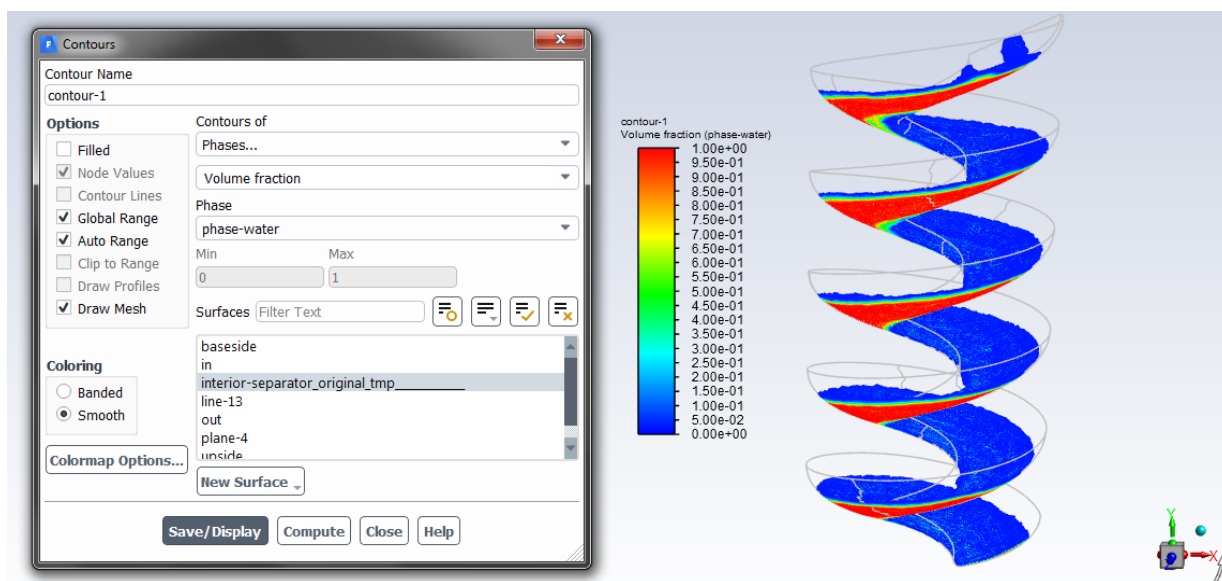 Contours
Contour Name
contour-1
Options
Filled
Node Values
Contour Lines
Global Range
Auto Range
Clip to Range
Draw Profiles
Draw Mesh
Coloring
Banded
Smooth
Colormap Options...
Contours of
Phases...
Volume fraction
Phase
phase-water
Min Max
0 1
Surfaces Filter Text
baseside
in
interior-separator_original_tmp__________
line-13
out
plane-4
upside
New Surface
Save/Display Compute Close Help
contour-1
Volume fraction (phase-water)
1.00e+00
9.50e-01
9.00e-01
8.50e-01
8.00e-01
7.50e-01
7.00e-01
6.50e-01
6.00e-01
5.50e-01
5.00e-01
4.50e-01
4.00e-01
3.50e-01
3.00e-01
2.50e-01
2.00e-01
1.50e-01
1.00e-01
5.00e-02
0.00e+00
Y
X